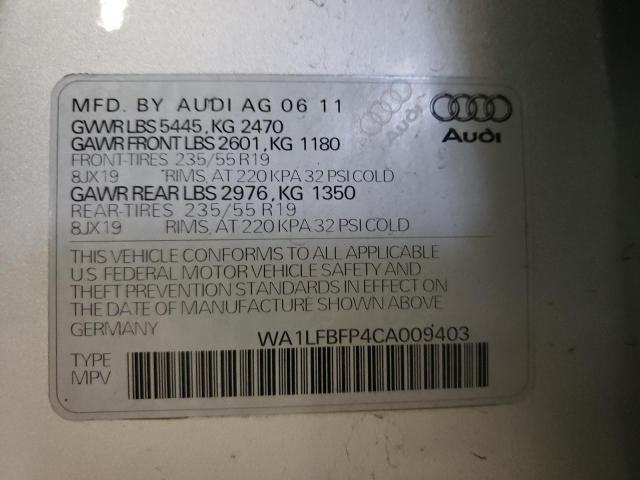 MFD. BY AUDI AG 06 11
GVWR LBS 5445, KG 2470
GAWR FRONT LBS 2601, KG 1180
FRONT-TIRES 235/55 R19
8JX19 RIMS, AT 220 KPA 32 PSI COLD
GAWR REAR LBS 2976, KG 1350
REAR-TIRES 235/55 R19
8JX19 RIMS, AT 220 KPA 32 PSI COLD
Audi
Audi
THIS VEHICLE CONFORMS TO ALL APPLICABLE
U.S. FEDERAL MOTOR VEHICLE SAFETY AND
THEFT PREVENTION STANDARDS IN EFFECT ON
THE DATE OF MANUFACTURE SHOWN ABOVE
GERMANY
WA1LFBFP4CA009403
TYPE
MPV